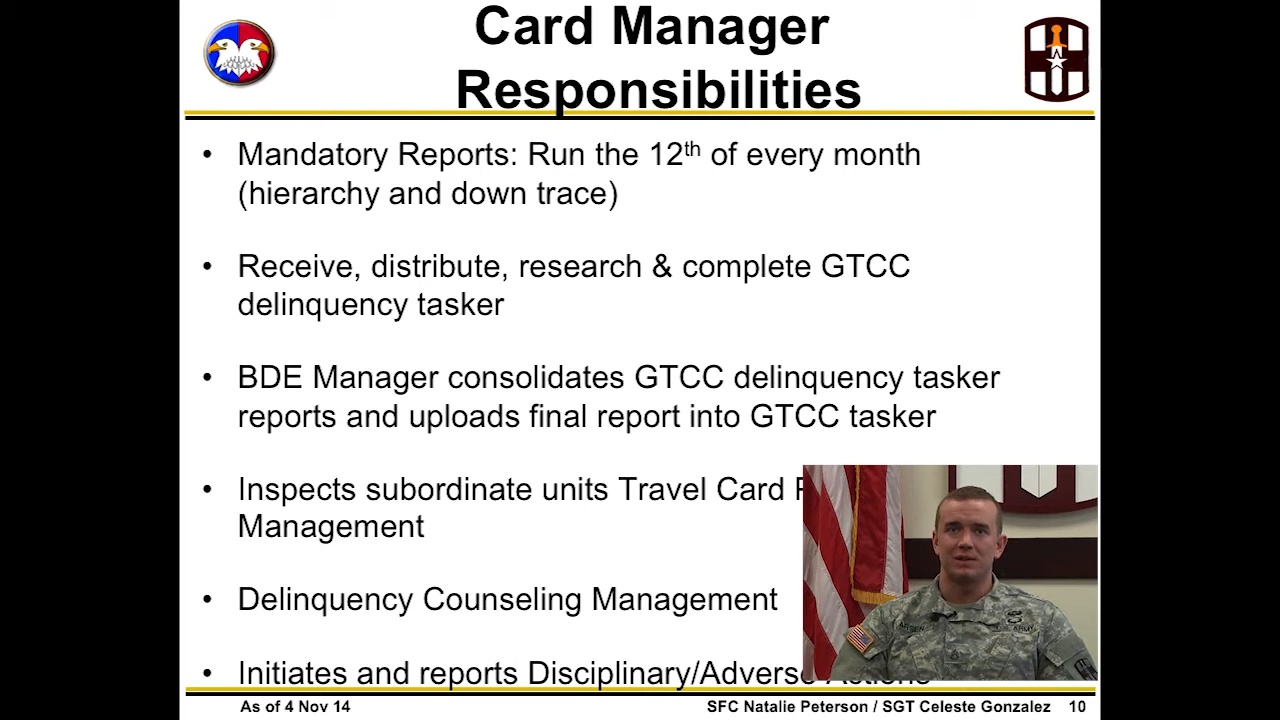 Card Manager
Responsibilities
• Mandatory Reports: Run the 12th of every month
(hierarchy and down trace)
• Receive, distribute, research & complete GTCC
delinquency tasker
• BDE Manager consolidates GTCC delinquency tasker
reports and uploads final report into GTCC tasker
• Inspects subordinate units Travel Card
Management
• Delinquency Counseling Management
• Initiates and reports Disciplinary/Adverse Actions
U.S. ARMY
As of 4 Nov 14
SFC Natalie Peterson / SGT Celeste Gonzalez 10